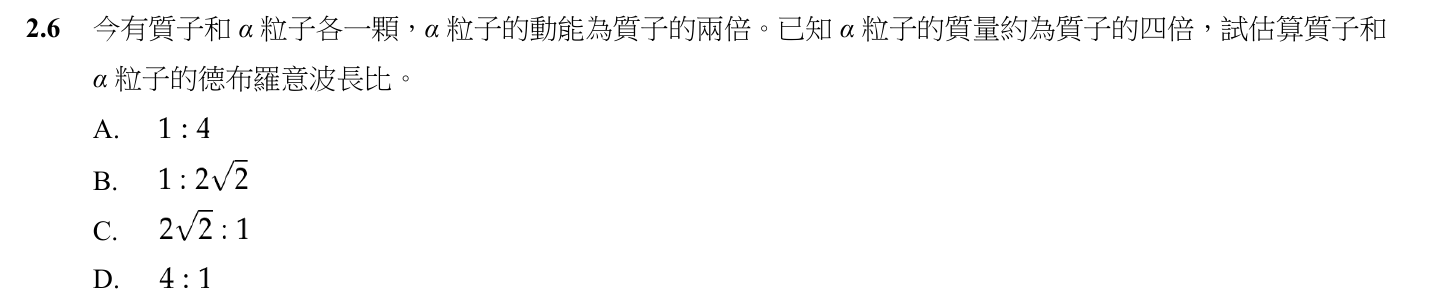 2.6 今有質子和 α 粒子各一顆，α 粒子的動能為質子的兩倍。已知 α 粒子的質量約為質子的四倍，試估算質子和
α 粒子的德布羅意波長比。
A. 1 : 4
B. 1 : 2√2
C. 2√2 : 1
D. 4 : 1